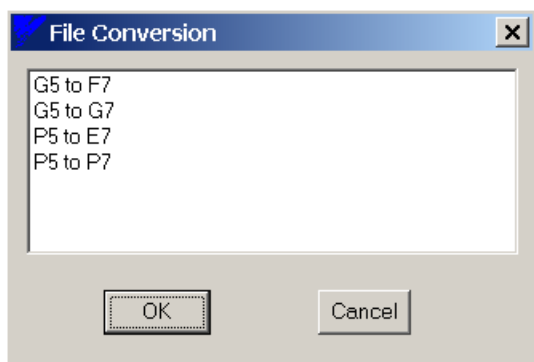 File Conversion
G5 to F7
G5 to G7
P5 to E7
P5 to P7
OK
Cancel